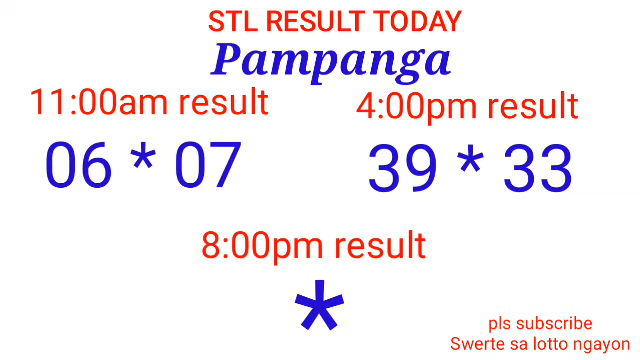 STL RESULT TODAY
Pampanga
11:00am result
06 * 07
4:00pm result
39 * 33
8:00pm result
*
pls subscribe
Swerte sa lotto ngayon